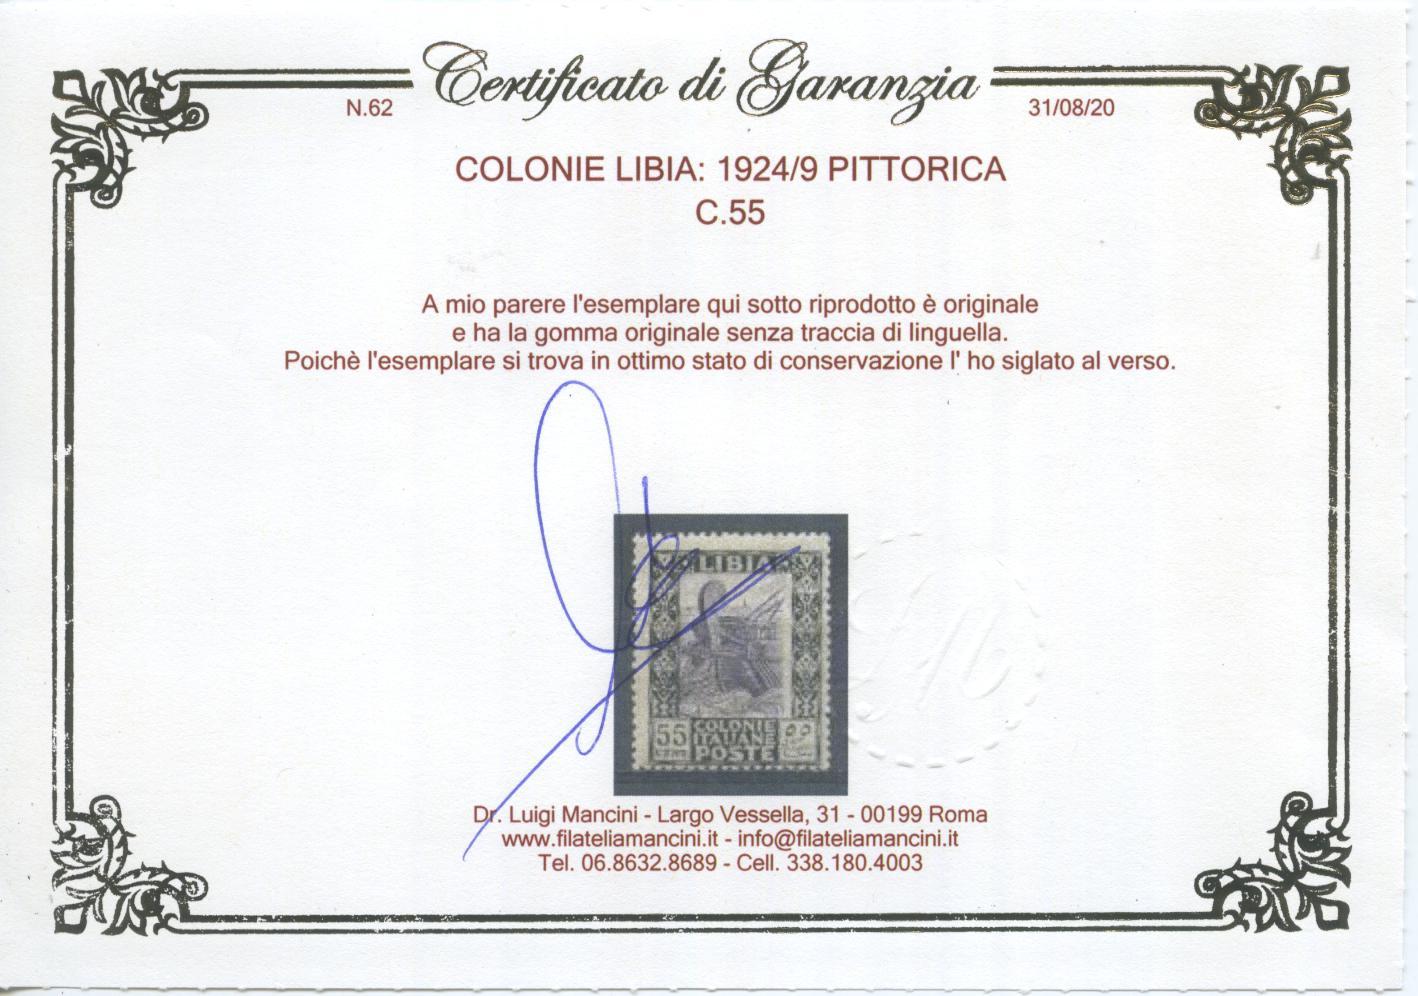 Certificato di Garanzia
N.62
31/08/20
COLONIE LIBIA: 1924/9 PITTORICA
C.55
A mio parere l'esemplare qui sotto riprodotto è originale
e ha la gomma originale senza traccia di linguella.
Poichè l'esemplare si trova in ottimo stato di conservazione l' ho siglato al verso.
LIBIA
55
CENT
COLONIE
ITALIANE
POSTE
Dr. Luigi Mancini - Largo Vessella, 31 - 00199 Roma
www.filateliamancini.it - info@filateliamancini.it
Tel. 06.8632.8689 - Cell. 338.180.4003